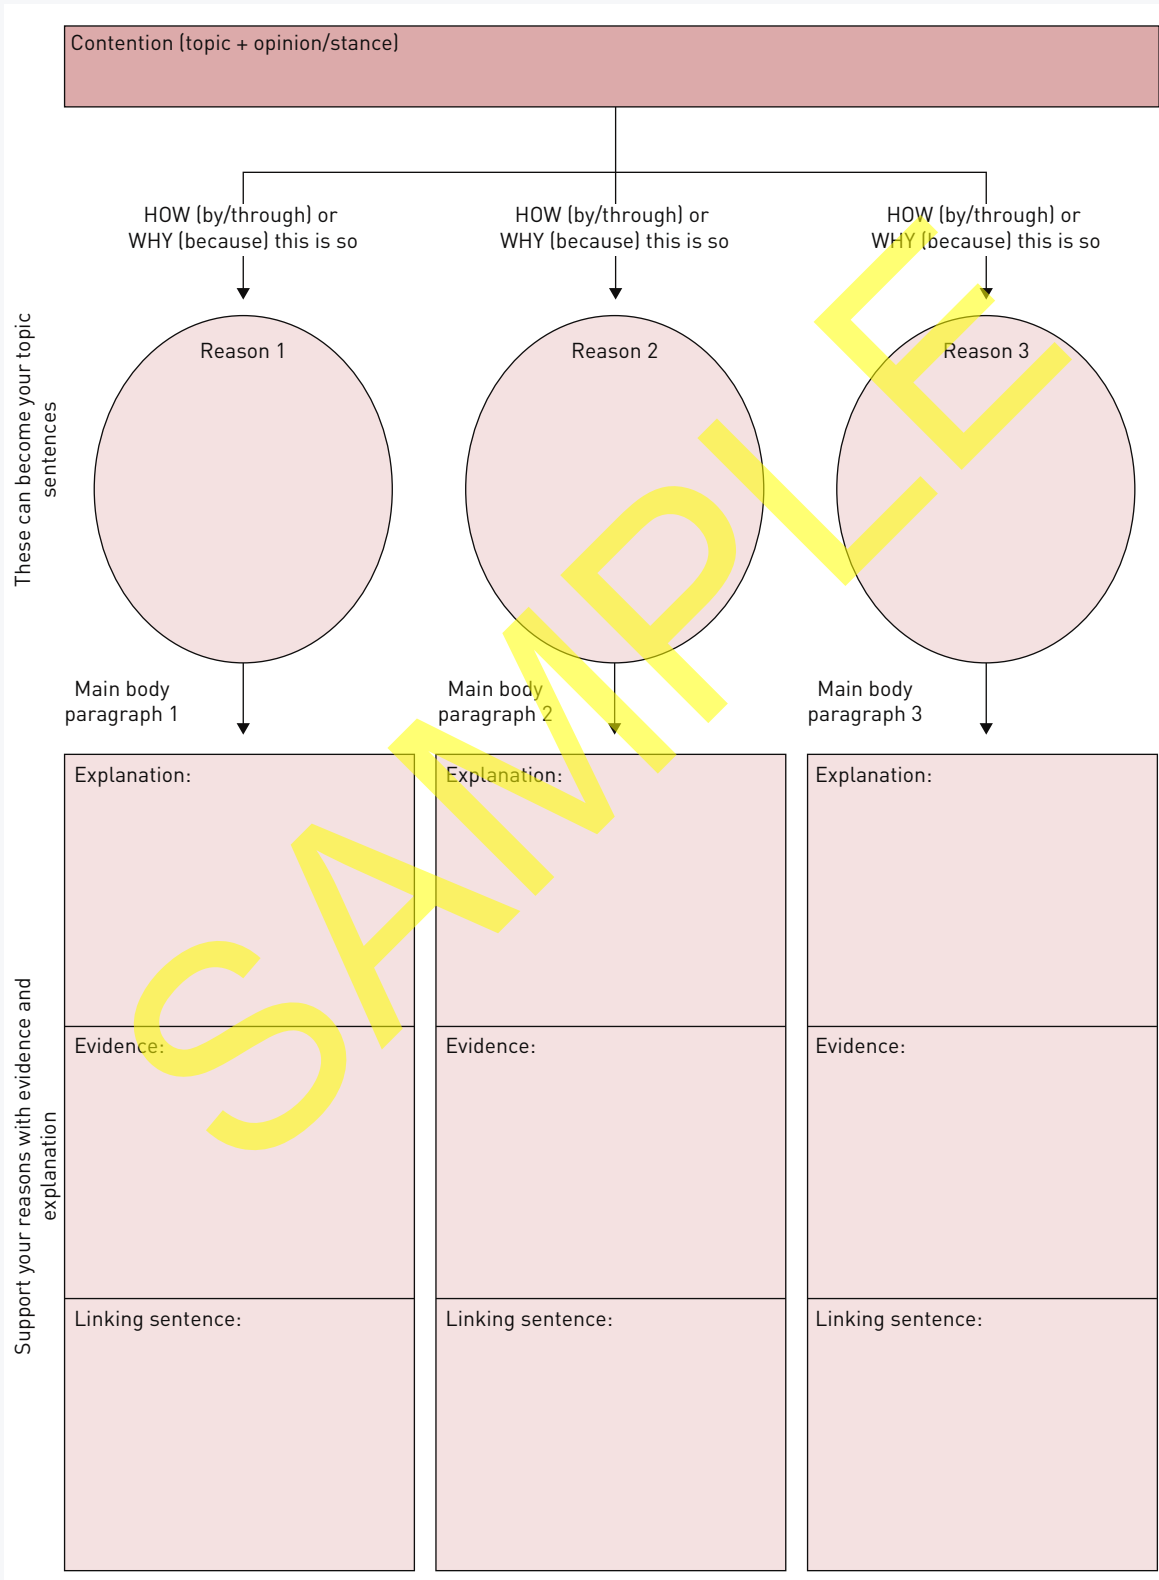 Contention (topic + opinion/stance)
HOW (by/through) or
WHY (because) this is so
HOW (by/through) or
WHY (because) this is so
HOW (by/through) or
WHY (because) this is so
These can become your topic
sentences
Reason 1
Reason 2
Reason 3
Main body
paragraph 1
Main body
paragraph 2
Main body
paragraph 3
Support your reasons with evidence and
explanation
Explanation:
Explanation:
Explanation:
Evidence:
Evidence:
Evidence:
Linking sentence:
Linking sentence:
Linking sentence:
SAMPLE